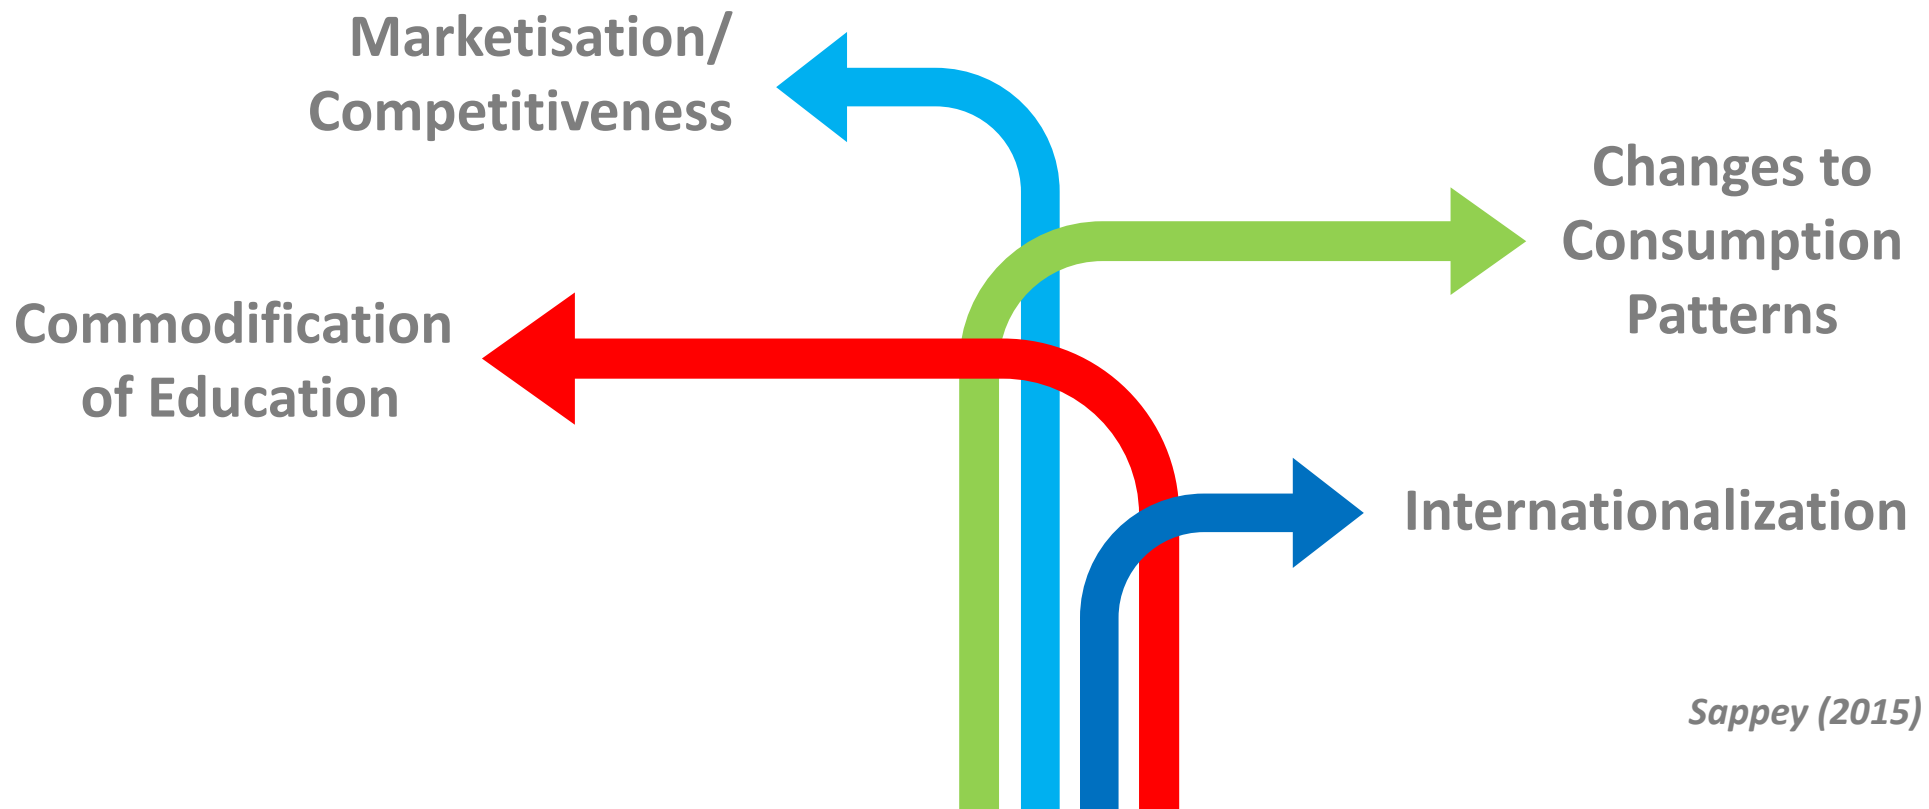 Marketisation/
Competitiveness
Changes to
Consumption
Patterns
Commodification
of Education
Internationalization
Sappey (2015)